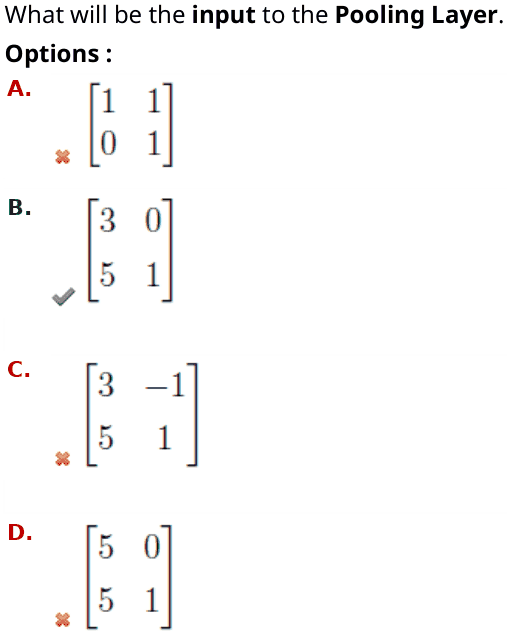 What will be the input to the Pooling Layer.
Options :
A.
1 1
0 1
B.
3 0
5 1
C.
3 −1
5 1
D.
5 0
5 1